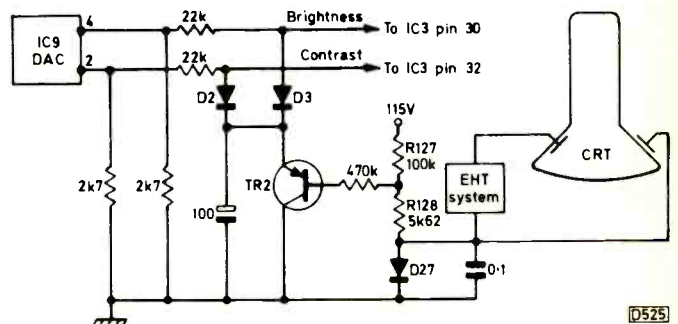 IC9
DAC
4
2
22k
22k
Brightness
Contrast
To IC3 pin 30
To IC3 pin 32
D2
D3
115V
R127
100k
470k
R128
5k62
TR2
2k7
2k7
100
D27
0·1
EHT
system
CRT
D525